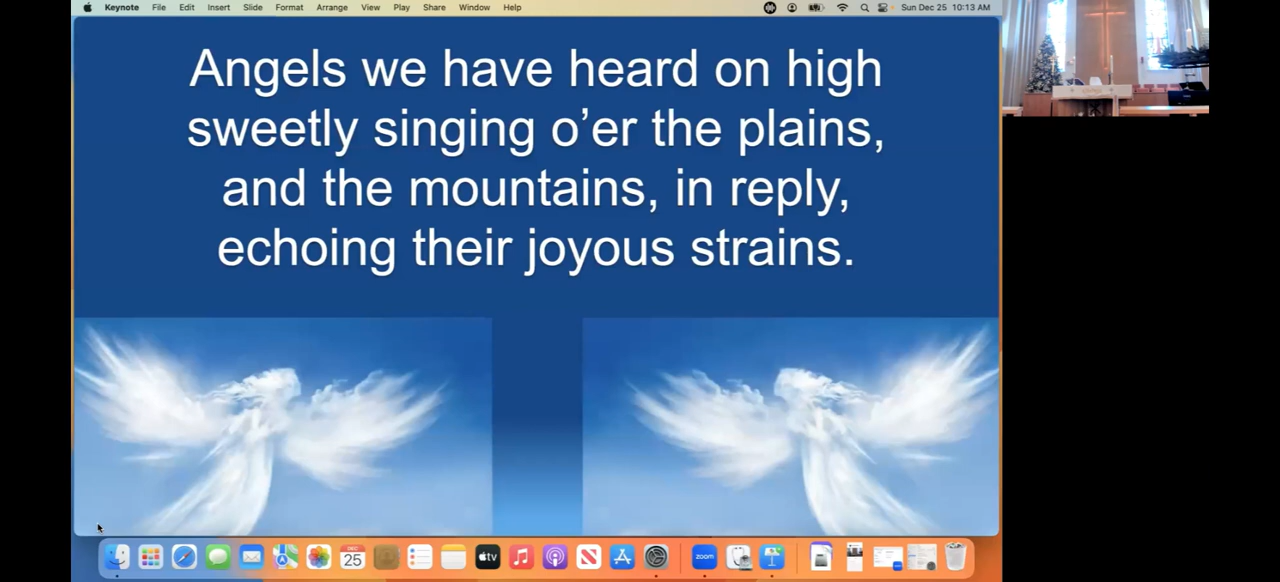 Keynote File Edit Insert Slide Format Arrange View Play Share Window Help Sun Dec 25 10:13 AM
Angels we have heard on high
sweetly singing o’er the plains,
and the mountains, in reply,
echoing their joyous strains.
DEC
25
tv
zoom